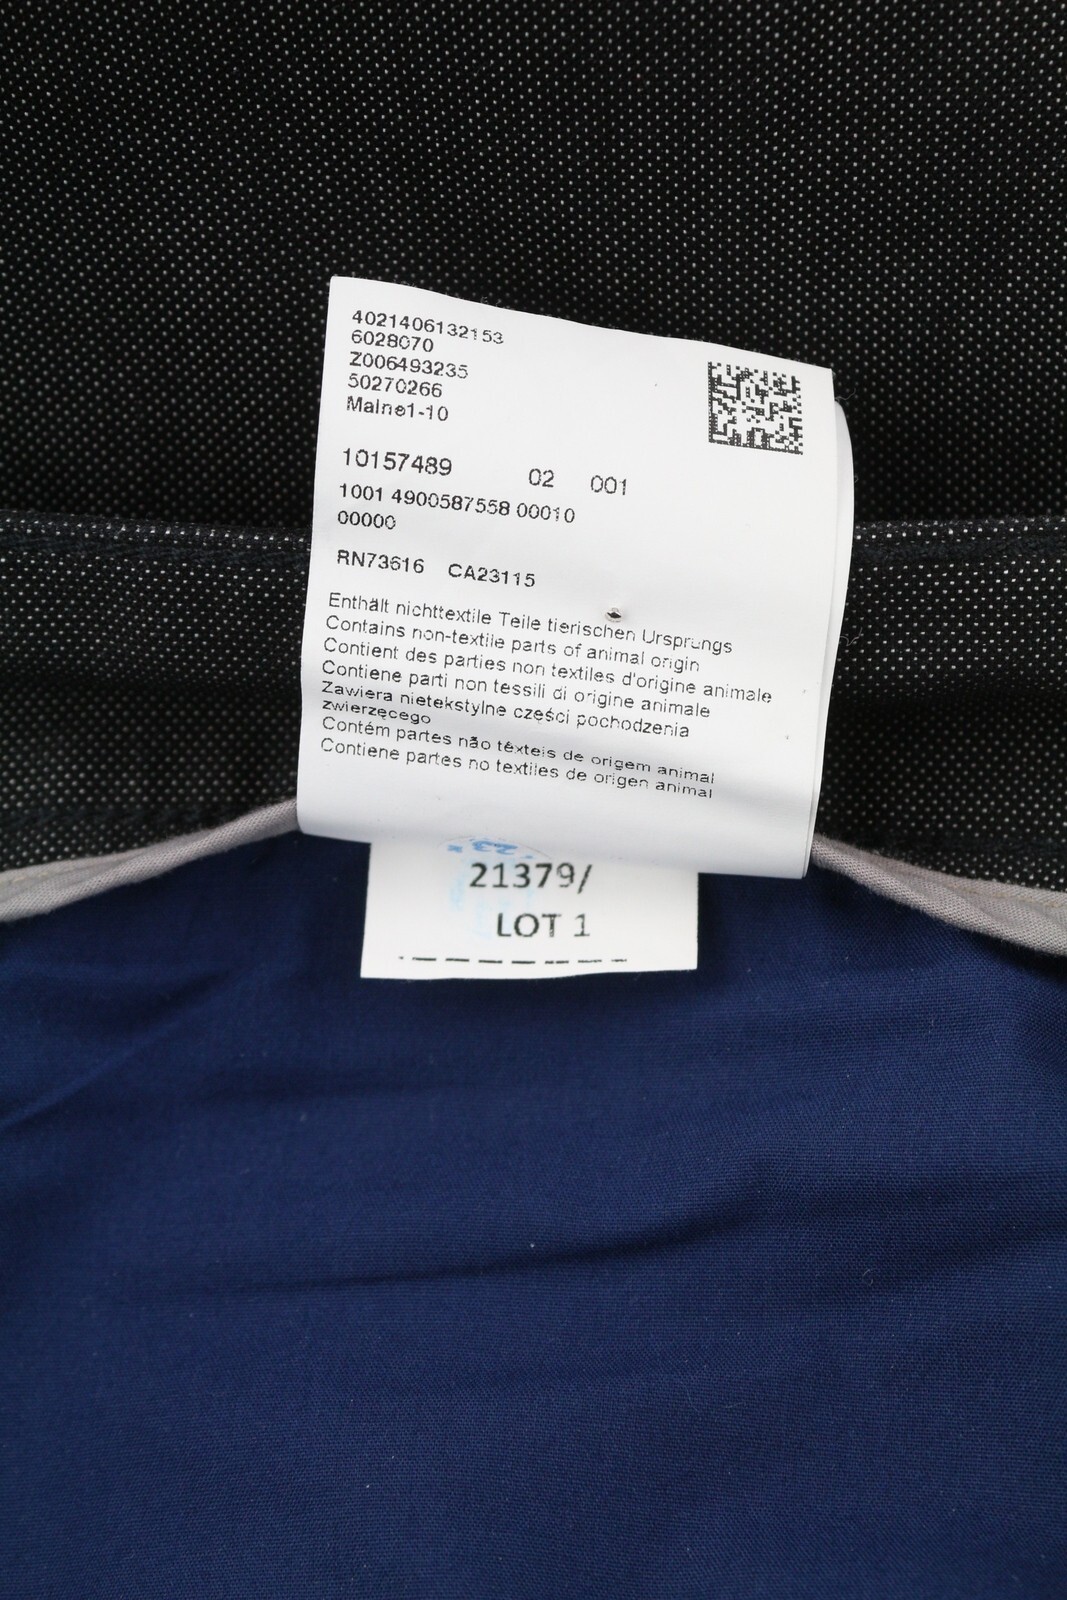 4021406132153
6028070
Z006493235
50270266
Maine1-10
10157489 02 001
1001 4900587558 00010
00000
RN73616 CA23115
Enthält nichttextile Teile tierischen Ursprungs
Contains non-textile parts of animal origin
Contient des parties non textiles d'origine animale
Contiene parti non tessili di origine animale
Zawiera nietekstylne części pochodzenia
zwierzęcego
Contém partes não têxteis de origem animal
Contiene partes no textiles de origen animal
21379/
LOT 1